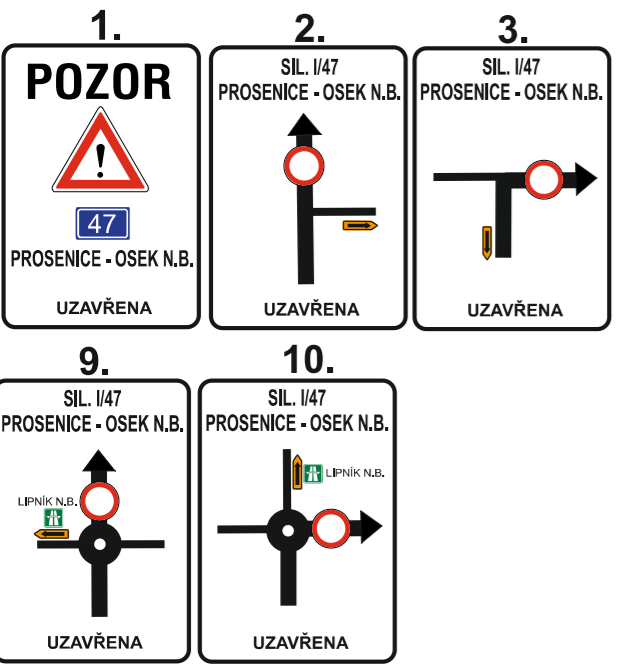 1.
POZOR
!
47
PROSENICE - OSEK N.B.
UZAVŘENA
2.
SIL. I/47
PROSENICE - OSEK N.B.
UZAVŘENA
3.
SIL. I/47
PROSENICE - OSEK N.B.
UZAVŘENA
9.
SIL. I/47
PROSENICE - OSEK N.B.
LIPNÍK N.B.
UZAVŘENA
10.
SIL. I/47
PROSENICE - OSEK N.B.
LIPNÍK N.B.
UZAVŘENA